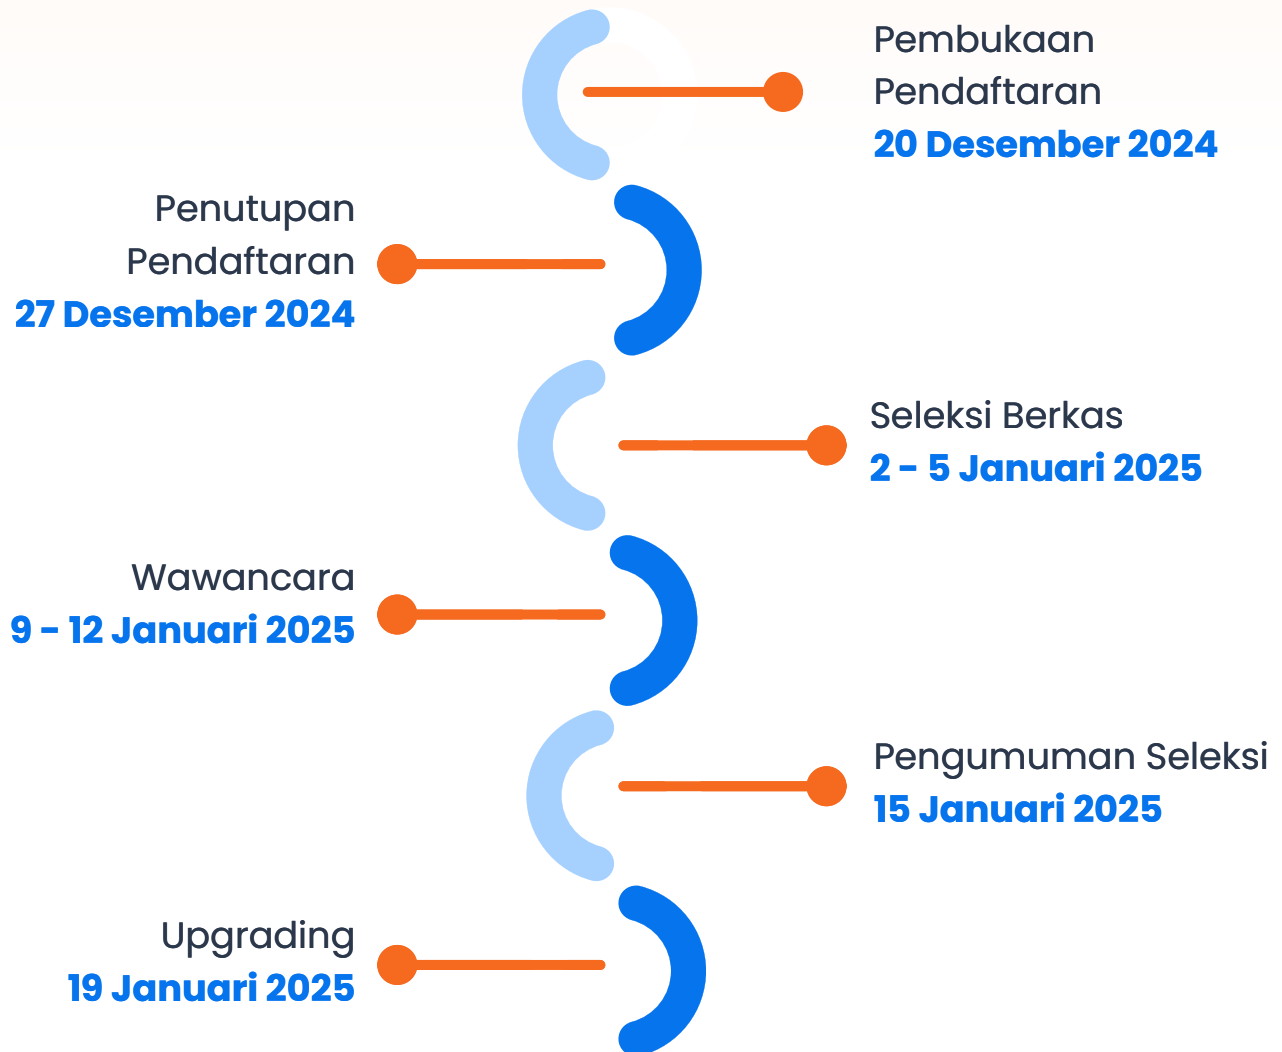 Pembukaan
Pendaftaran
20 Desember 2024
Penutupan
Pendaftaran
27 Desember 2024
Seleksi Berkas
2 - 5 Januari 2025
Wawancara
9 - 12 Januari 2025
Pengumuman Seleksi
15 Januari 2025
Upgrading
19 Januari 2025